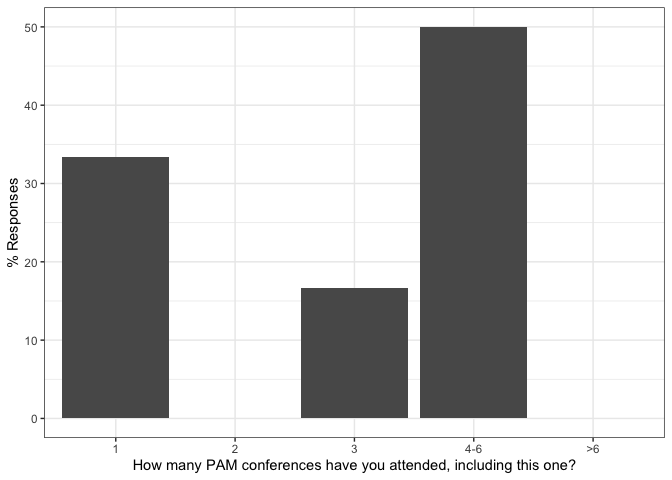 50
40
30
20
10
0
% Responses
1 2 3 4-6 >6
How many PAM conferences have you attended, including this one?